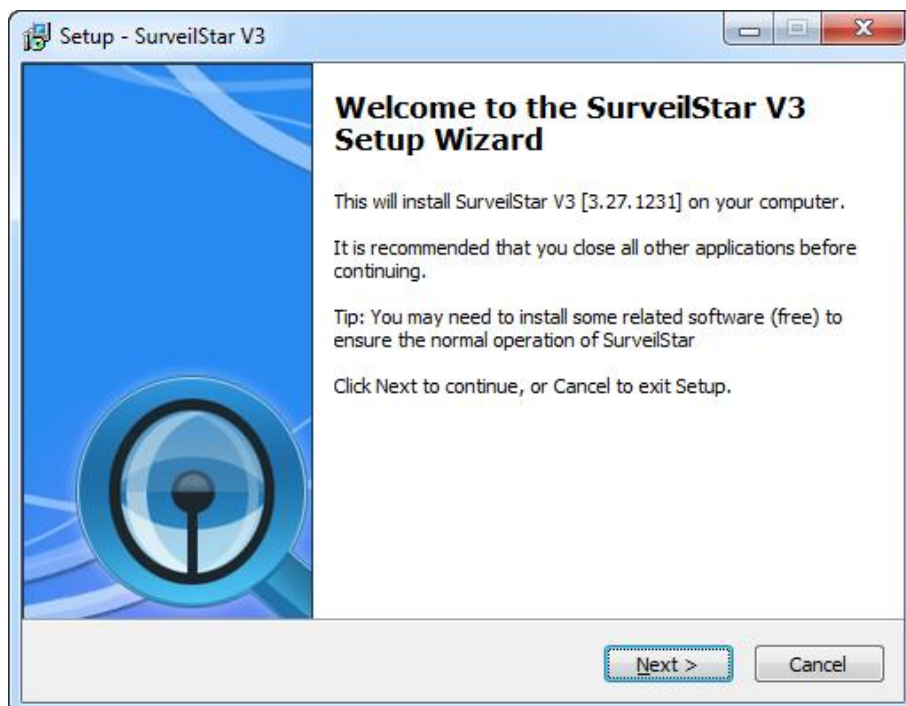 Setup - SurveilStar V3
Welcome to the SurveilStar V3
Setup Wizard
This will install SurveilStar V3 [3.27.1231] on your computer.
It is recommended that you close all other applications before
continuing.
Tip: You may need to install some related software (free) to
ensure the normal operation of SurveilStar
Click Next to continue, or Cancel to exit Setup.
Next >
Cancel